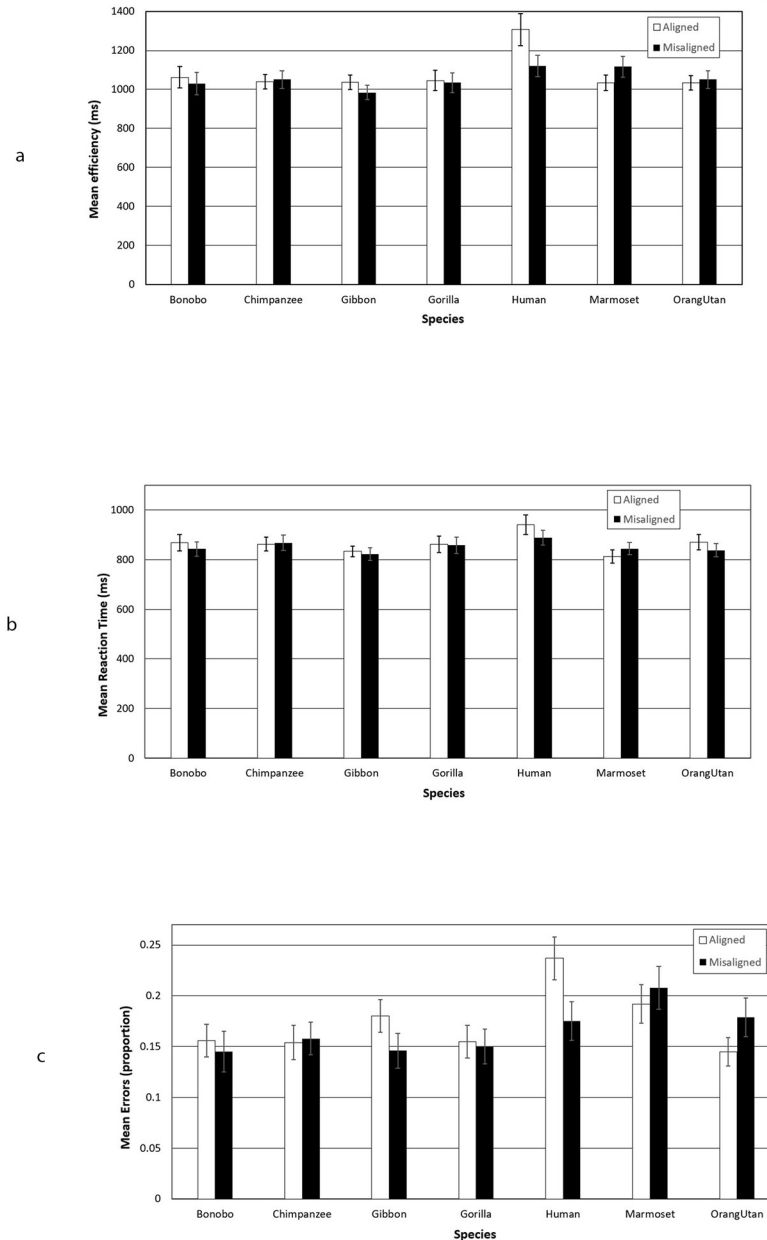 a
Mean efficiency (ms)
1400
1200
1000
800
600
400
200
0
Aligned
Misaligned
Bonobo Chimpanzee Gibbon Gorilla Human Marmoset OrangUtan
Species
b
Mean Reaction Time (ms)
1000
800
600
400
200
0
Aligned
Misaligned
Bonobo Chimpanzee Gibbon Gorilla Human Marmoset OrangUtan
Species
c
Mean Errors (proportion)
0.25
0.2
0.15
0.1
0.05
0
Aligned
Misaligned
Bonobo Chimpanzee Gibbon Gorilla Human Marmoset OrangUtan
Species